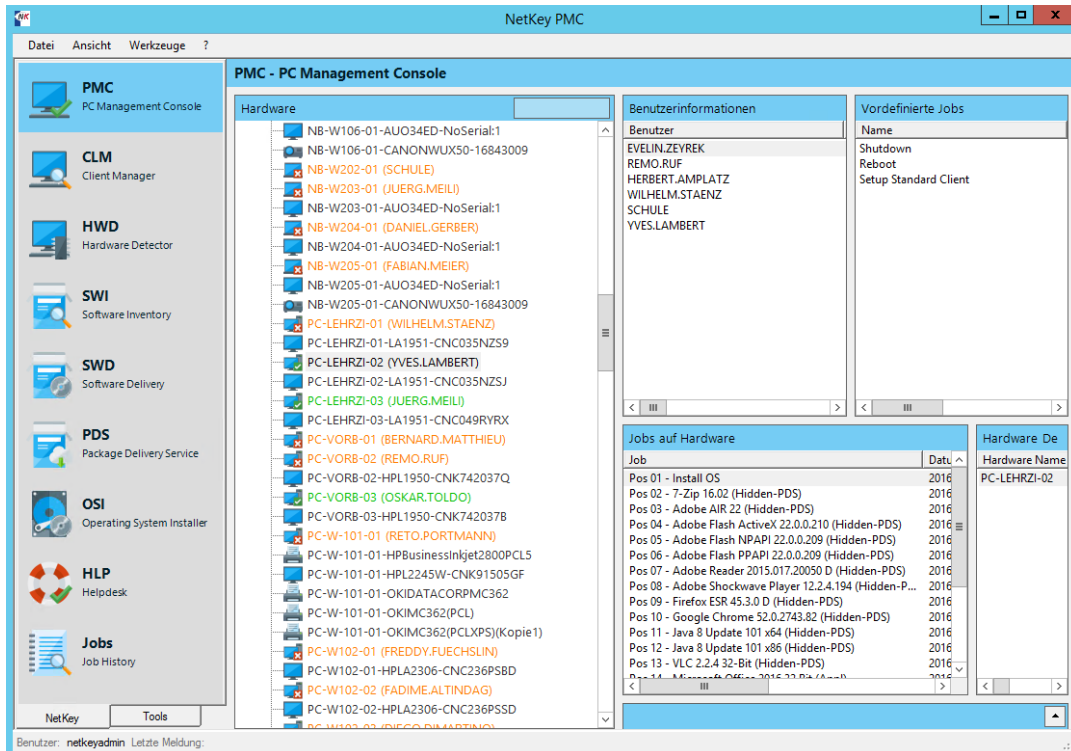 NK
NetKey PMC
Datei Ansicht Werkzeuge ?
PMC
PC Management Console
CLM
Client Manager
HWD
Hardware Detector
SWI
Software Inventory
SWD
Software Delivery
PDS
Package Delivery Service
OSI
Operating System Installer
HLP
Helpdesk
Jobs
Job History
NetKey Tools
PMC - PC Management Console
Hardware
NB-W106-01-AUO34ED-NoSerial:1
NB-W106-01-CANONWUX50-16843009
NB-W202-01 (SCHULE)
NB-W203-01 (JUERG.MEILI)
NB-W203-01-AUO34ED-NoSerial:1
NB-W204-01 (DANIEL.GERBER)
NB-W204-01-AUO34ED-NoSerial:1
NB-W205-01 (FABIAN.MEIER)
NB-W205-01-AUO34ED-NoSerial:1
NB-W205-01-CANONWUX50-16843009
PC-LEHRZI-01 (WILHELM.STAENZ)
PC-LEHRZI-01-LA1951-CNC035NZS9
PC-LEHRZI-02 (YVES.LAMBERT)
PC-LEHRZI-02-LA1951-CNC035NZSJ
PC-LEHRZI-03 (JUERG.MEILI)
PC-LEHRZI-03-LA1951-CNC049RYRX
PC-VORB-01 (BERNARD.MATTHIEU)
PC-VORB-02 (REMO.RUF)
PC-VORB-02-HPL1950-CNK742037Q
PC-VORB-03 (OSKAR.TOLDO)
PC-VORB-03-HPL1950-CNK742037B
PC-W-101-01 (RETO.PORTMANN)
PC-W-101-01-HPBusinessInkjet2800PCL5
PC-W-101-01-HPL2245W-CNK91505GF
PC-W-101-01-OKIDATACORPMC362
PC-W-101-01-OKIMC362(PCL)
PC-W-101-01-OKIMC362(PCLXPS)(Kopie1)
PC-W102-01 (FREDDY.FUECHSLIN)
PC-W102-01-HPLA2306-CNC236PSBD
PC-W102-02 (FADIME.ALTINDAG)
PC-W102-02-HPLA2306-CNC236PSSD
PC-W102-03 (DIEGO.DIMARTINO)
Benutzerinformationen
Benutzer
EVELIN.ZEYREK
REMO.RUF
HERBERT.AMPLATZ
WILHELM.STAENZ
SCHULE
YVES.LAMBERT
Vordefinierte Jobs
Name
Shutdown
Reboot
Setup Standard Client
Jobs auf Hardware
Job Datu
Pos 01 - Install OS 2016
Pos 02 - 7-Zip 16.02 (Hidden-PDS) 2016
Pos 03 - Adobe AIR 22 (Hidden-PDS) 2016
Pos 04 - Adobe Flash ActiveX 22.0.0.210 (Hidden-PDS) 2016
Pos 05 - Adobe Flash NPAPI 22.0.0.209 (Hidden-PDS) 2016
Pos 06 - Adobe Flash PPAPI 22.0.0.209 (Hidden-PDS) 2016
Pos 07 - Adobe Reader 2015.017.20050 D (Hidden-PDS) 2016
Pos 08 - Adobe Shockwave Player 12.2.4.194 (Hidden-P... 2016
Pos 09 - Firefox ESR 45.3.0 D (Hidden-PDS) 2016
Pos 10 - Google Chrome 52.0.2743.82 (Hidden-PDS) 2016
Pos 11 - Java 8 Update 101 x64 (Hidden-PDS) 2016
Pos 12 - Java 8 Update 101 x86 (Hidden-PDS) 2016
Pos 13 - VLC 2.2.4 32-Bit (Hidden-PDS) 2016
Pos 14 - Microsoft Office 2016 32 Bit (Appl) 2016
Hardware De
Hardware Name
PC-LEHRZI-02
Benutzer: netkeyadmin Letzte Meldung: